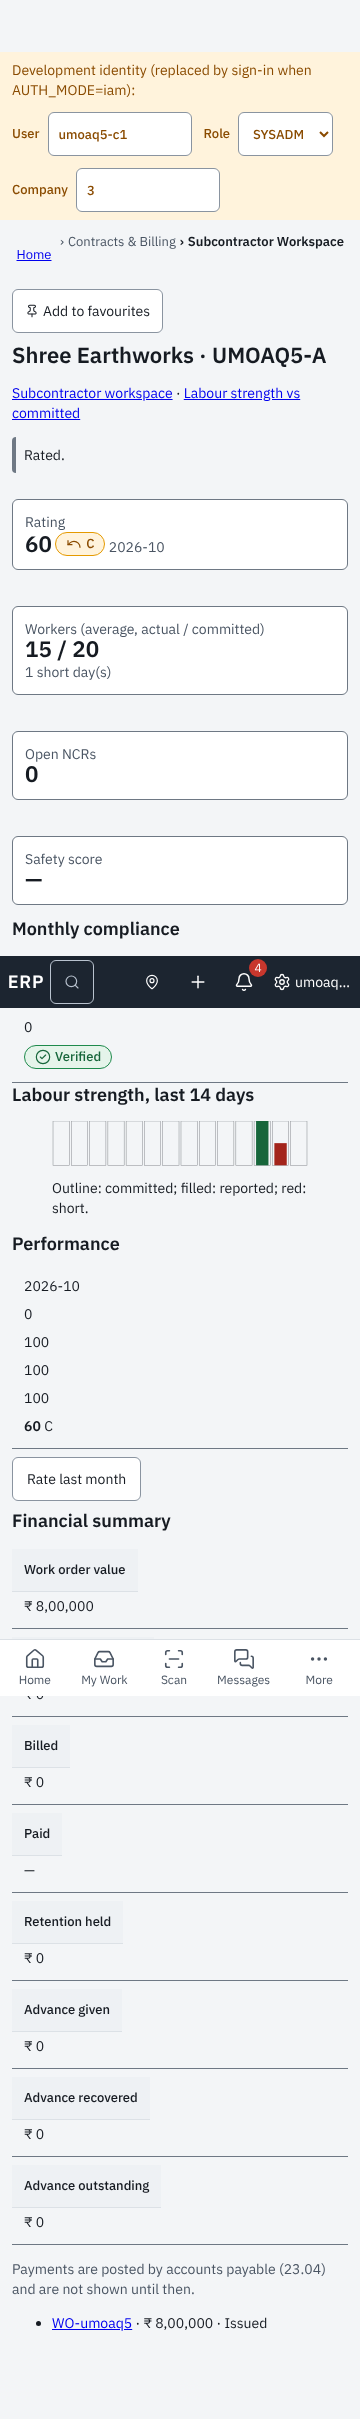 Development identity (replaced by sign-in when
AUTH_MODE=iam):
User umoaq5-c1 Role SYSADM
Company 3
Home › Contracts & Billing › Subcontractor Workspace
Add to favourites
Shree Earthworks · UMOAQ5-A
Subcontractor workspace · Labour strength vs
committed
Rated.
Rating
60 C 2026-10
Workers (average, actual / committed)
15 / 20
1 short day(s)
Open NCRs
0
Safety score
—
Monthly compliance
ERP 4 umoaq...
0
Verified
Labour strength, last 14 days
Outline: committed; filled: reported; red:
short.
Performance
2026-10
0
100
100
100
60 C
Rate last month
Financial summary
Work order value
₹ 8,00,000
Home My Work Scan Messages More
Billed
₹ 0
Paid
—
Retention held
₹ 0
Advance given
₹ 0
Advance recovered
₹ 0
Advance outstanding
₹ 0
Payments are posted by accounts payable (23.04)
and are not shown until then.
• WO-umoaq5 · ₹ 8,00,000 · Issued